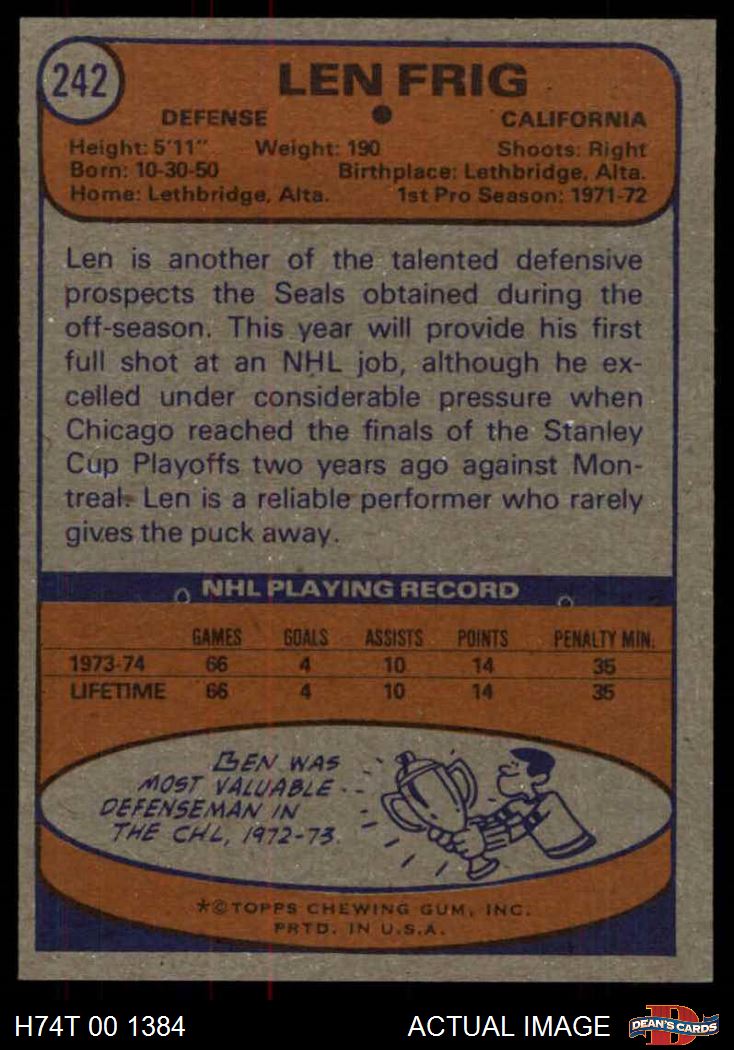 242
LEN FRIG
DEFENSE CALIFORNIA
Height: 5'11" Weight: 190 Shoots: Right
Born: 10-30-50 Birthplace: Lethbridge, Alta.
Home: Lethbridge, Alta. 1st Pro Season: 1971-72
Len is another of the talented defensive
prospects the Seals obtained during the
off-season. This year will provide his first
full shot at an NHL job, although he ex-
celled under considerable pressure when
Chicago reached the finals of the Stanley
Cup Playoffs two years ago against Mon-
treal. Len is a reliable performer who rarely
gives the puck away.
NHL PLAYING RECORD
GAMES GOALS ASSISTS POINTS PENALTY MIN.
1973-74 66 4 10 14 35
LIFETIME 66 4 10 14 35
LEN WAS
MOST VALUABLE
DEFENSEMAN IN
THE CHL, 1972-73.
*©TOPPS CHEWING GUM, INC.
PRTD. IN U.S.A.
H74T 00 1384 ACTUAL IMAGE
D
DEAN'S CARDS